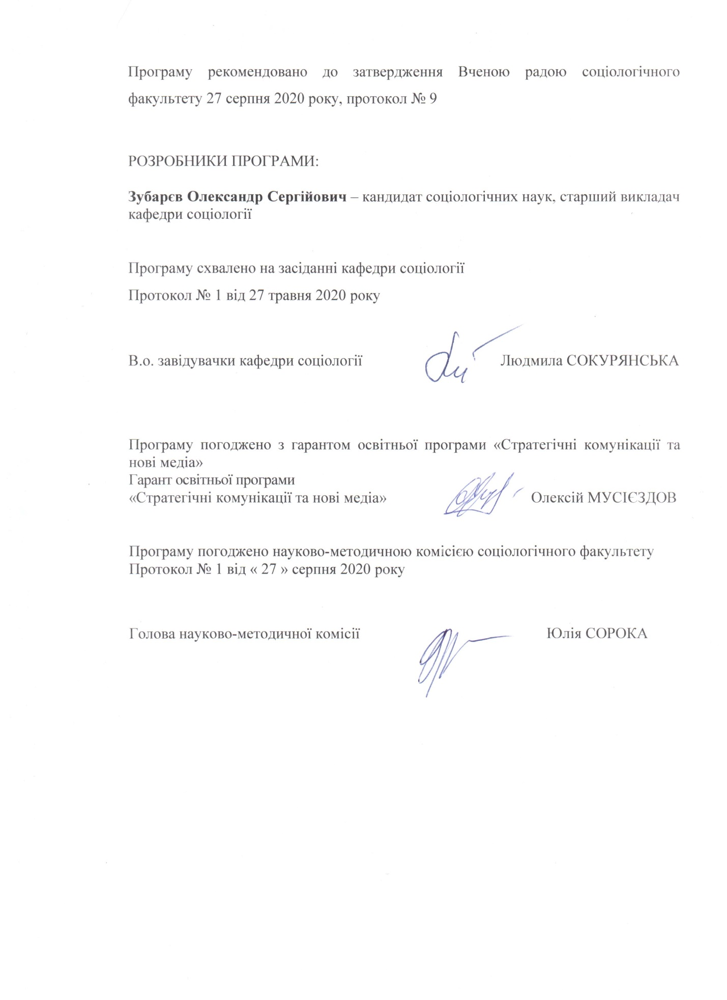 Програму рекомендовано до затвердження Вченою радою соціологічного
факультету 27 серпня 2020 року, протокол № 9
РОЗРОБНИКИ ПРОГРАМИ:
Зубарєв Олександр Сергійович – кандидат соціологічних наук, старший викладач
кафедри соціології
Програму схвалено на засіданні кафедри соціології
Протокол № 1 від 27 травня 2020 року
В.о. завідувачки кафедри соціології Людмила СОКУРЯНСЬКА
Програму погоджено з гарантом освітньої програми «Стратегічні комунікації та
нові медіа»
Гарант освітньої програми
«Стратегічні комунікації та нові медіа» Олексій МУСІЄЗДОВ
Програму погоджено науково-методичною комісією соціологічного факультету
Протокол № 1 від « 27 » серпня 2020 року
Голова науково-методичної комісії Юлія СОРОКА